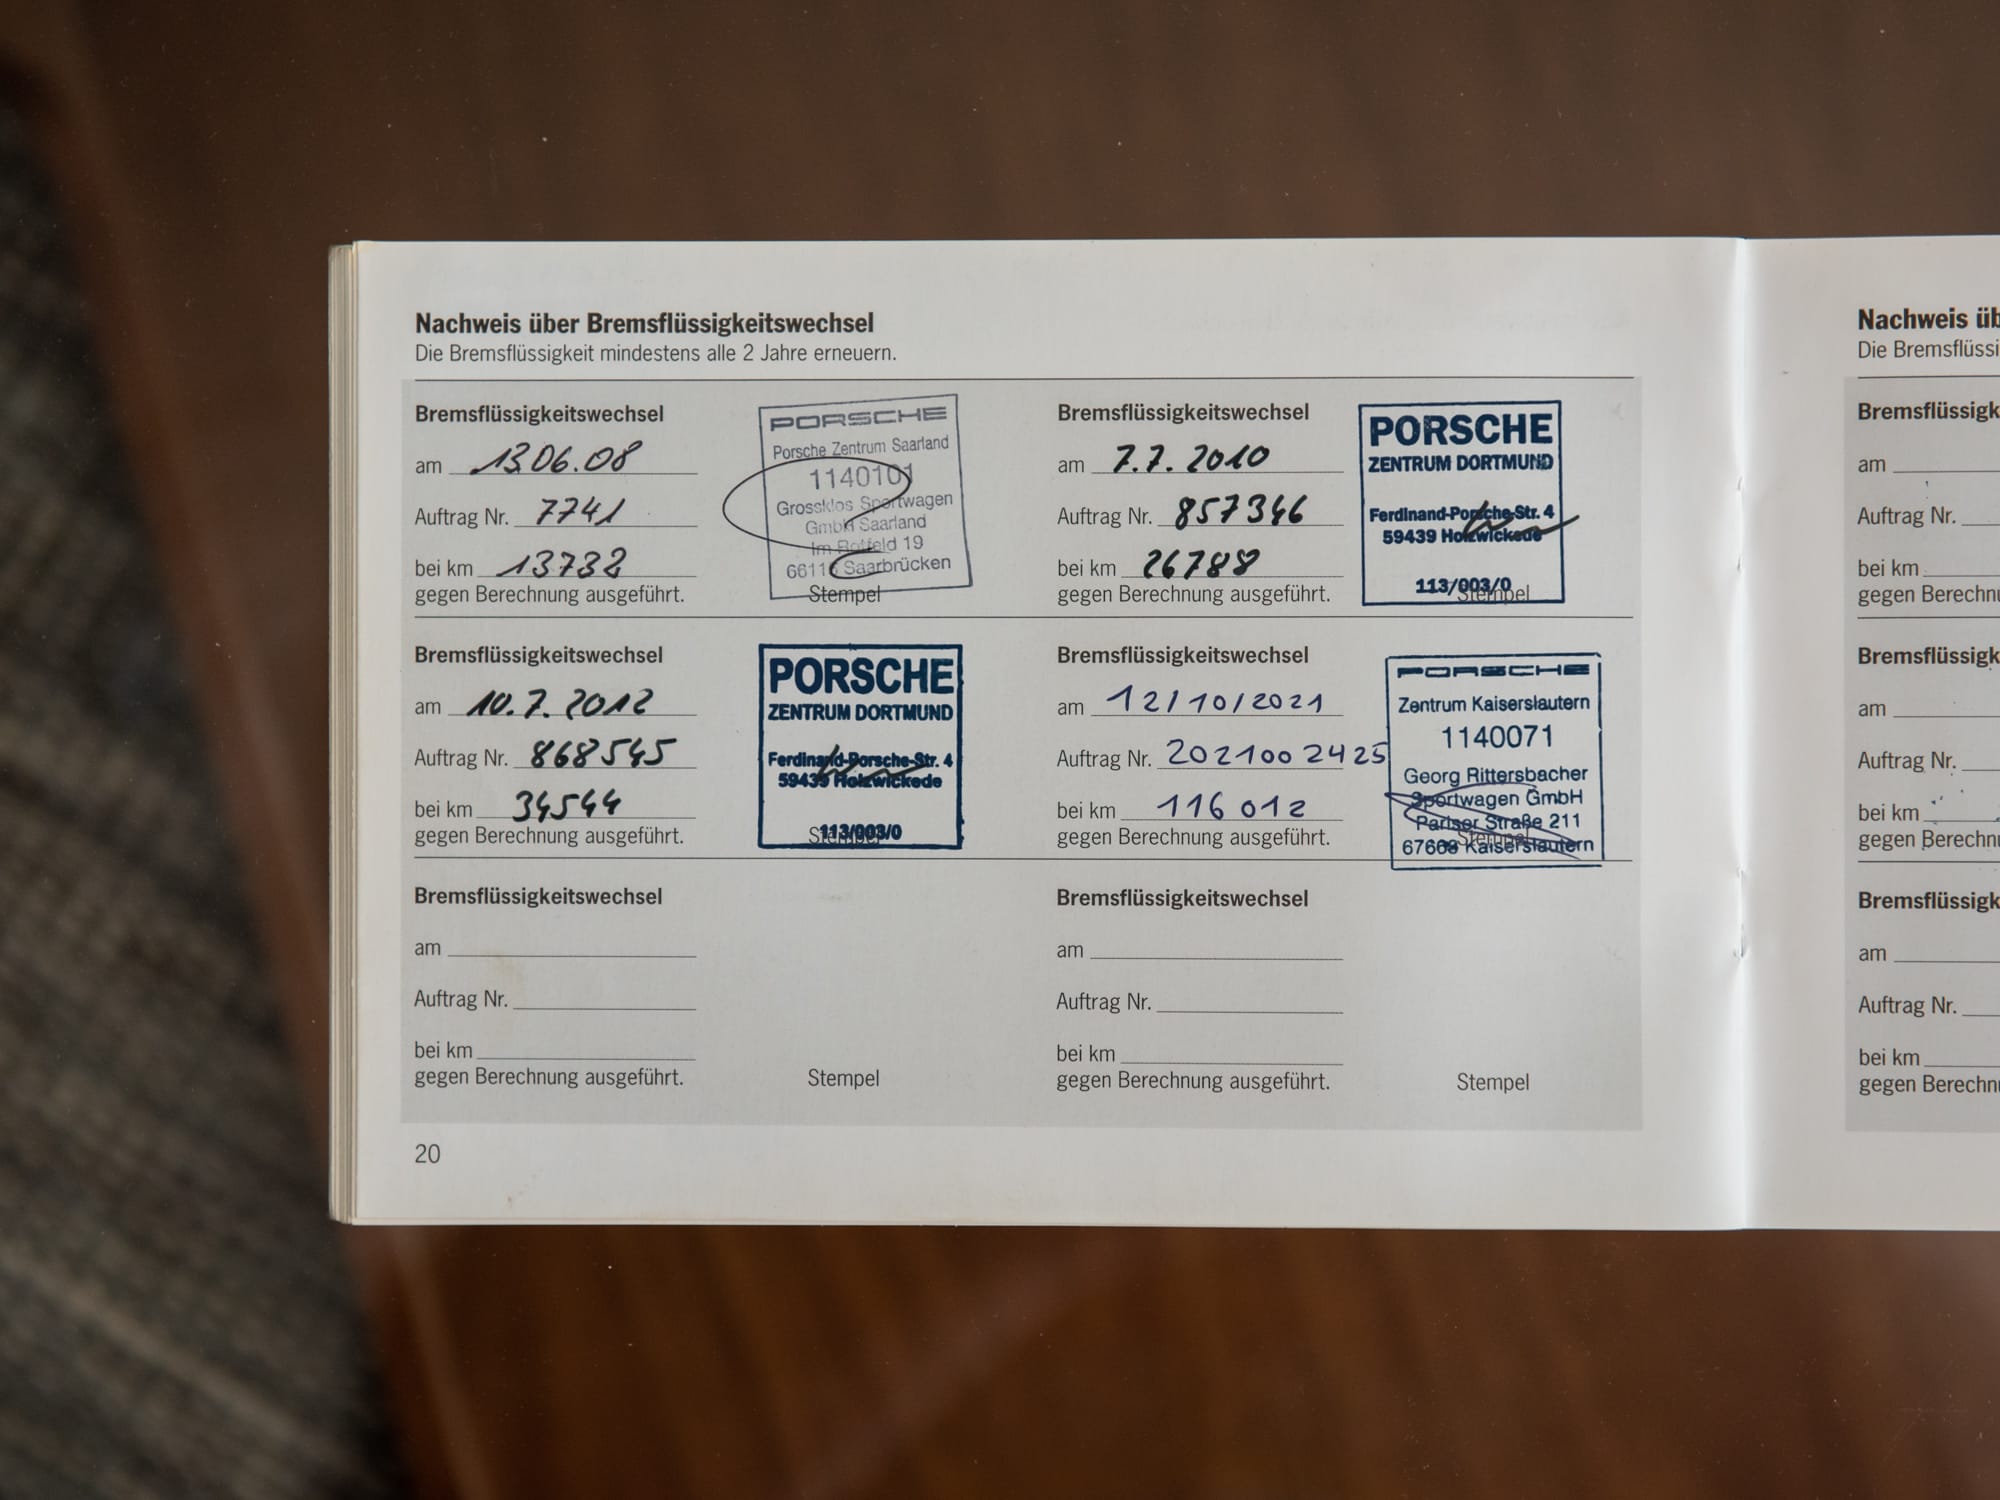 Nachweis über Bremsflüssigkeitswechsel
Die Bremsflüssigkeit mindestens alle 2 Jahre erneuern.
Bremsflüssigkeitswechsel
am 13.06.08
Auftrag Nr. 7741
bei km 13732
gegen Berechnung ausgeführt.
Stempel
PORSCHE
Porsche Zentrum Saarland
1140101
Grossklos Sportwagen
GmbH Saarland
Im Rotfeld 19
66115 Saarbrücken
Bremsflüssigkeitswechsel
am 7.7.2010
Auftrag Nr. 857346
bei km 26788
gegen Berechnung ausgeführt.
Stempel
PORSCHE
ZENTRUM DORTMUND
Ferdinand-Porsche-Str. 4
59439 Holzwickede
113/003/0
Bremsflüssigkeitswechsel
am 10.7.2012
Auftrag Nr. 868545
bei km 34544
gegen Berechnung ausgeführt.
Stempel
PORSCHE
ZENTRUM DORTMUND
Ferdinand-Porsche-Str. 4
59439 Holzwickede
113/003/0
Bremsflüssigkeitswechsel
am 12/10/2021
Auftrag Nr. 2021002425
bei km 116012
gegen Berechnung ausgeführt.
Stempel
PORSCHE
Zentrum Kaiserslautern
1140071
Georg Rittersbacher
Sportwagen GmbH
Pariser Straße 211
Kaiserslautern
Bremsflüssigkeitswechsel
am
Auftrag Nr.
bei km
gegen Berechnung ausgeführt.
Stempel
Bremsflüssigkeitswechsel
am
Auftrag Nr.
bei km
gegen Berechnung ausgeführt.
Stempel
20
Nachweis üb
Die Bremsflüssi
Bremsflüssigk
am
Auftrag Nr.
bei km
gegen Berechnu
Bremsflüssigk
am
Auftrag Nr.
bei km
gegen Berechnu
Bremsflüssigk
am
Auftrag Nr.
bei km
gegen Berechnu